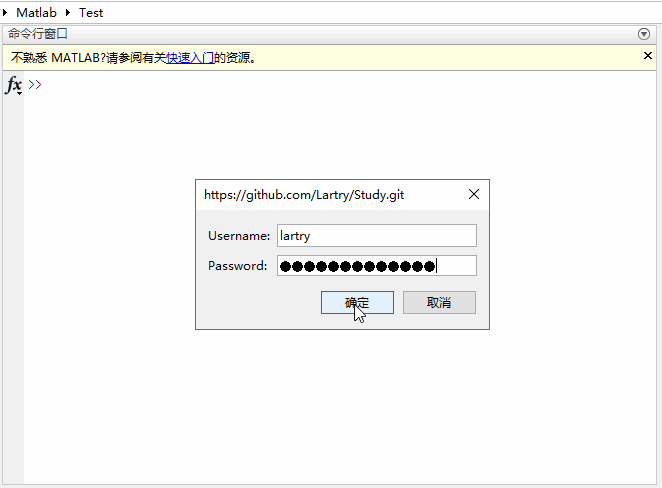 Matlab Test
命令行窗口
不熟悉 MATLAB?请参阅有关快速入门的资源。
fx >>
https://github.com/Lartry/Study.git
Username: lartry
Password: ●●●●●●●●●●●●●
确定 取消